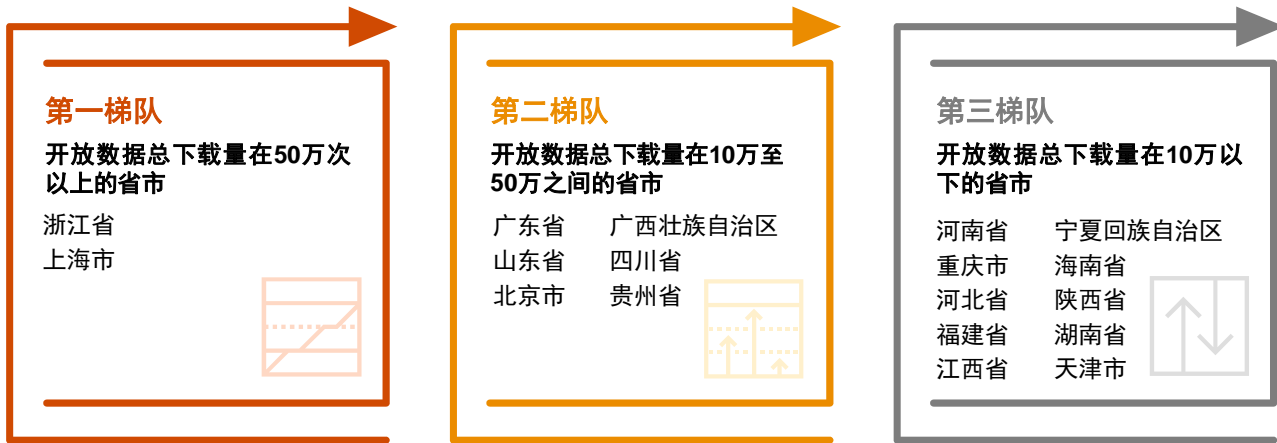 第一梯队
开放数据总下载量在50万次
以上的省市
浙江省
上海市
第二梯队
开放数据总下载量在10万至
50万之间的省市
广东省 广西壮族自治区
山东省 四川省
北京市 贵州省
第三梯队
开放数据总下载量在10万以
下的省市
河南省 宁夏回族自治区
重庆市 海南省
河北省 陕西省
福建省 湖南省
江西省 天津市